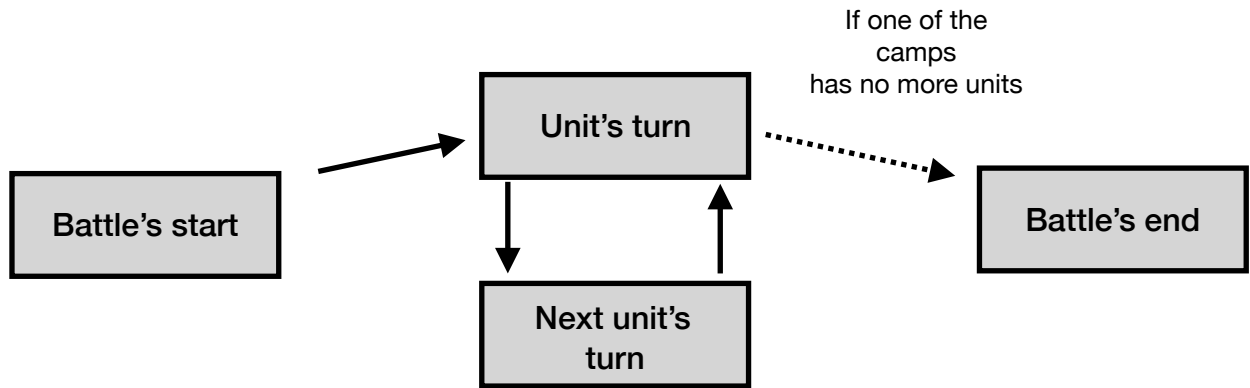 If one of the
camps
has no more units
Unit’s turn
Battle’s start
Battle’s end
Next unit’s
turn